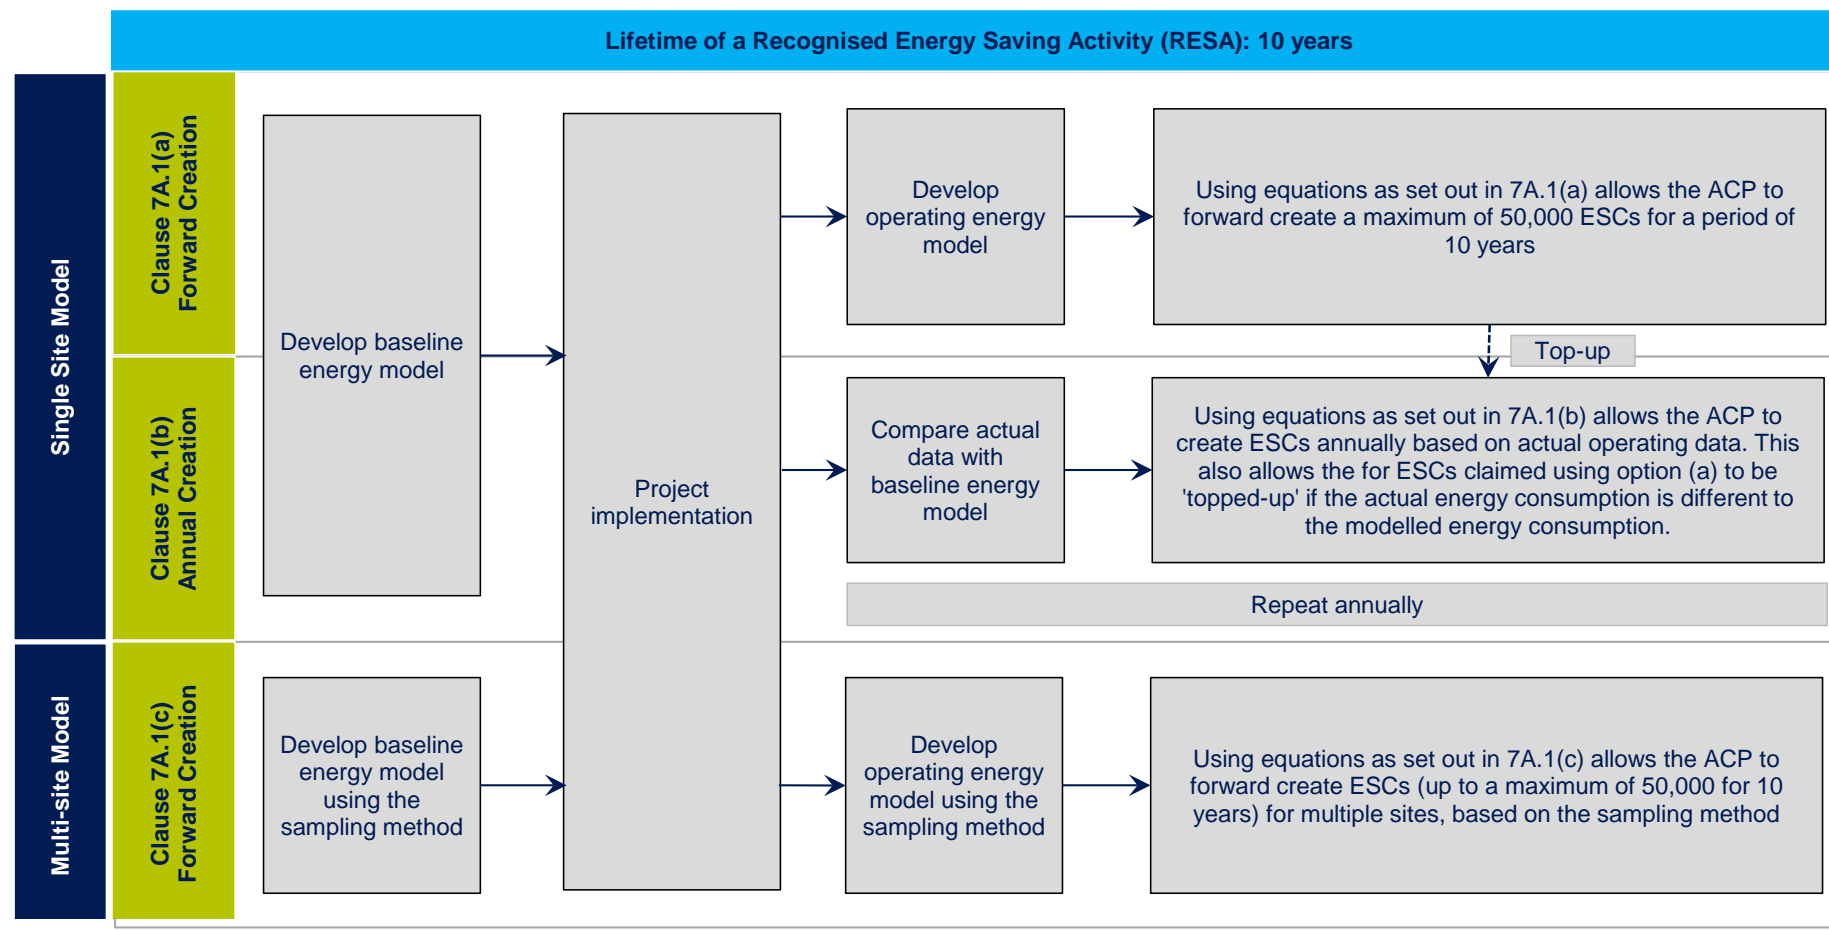 Lifetime of a Recognised Energy Saving Activity (RESA): 10 years
Single Site Model
Clause 7A.1(a)
Forward Creation
Develop baseline
energy model
Project
implementation
Develop
operating energy
model
Using equations as set out in 7A.1(a) allows the ACP to
forward create a maximum of 50,000 ESCs for a period of
10 years
Top-up
Clause 7A.1(b)
Annual Creation
Compare actual
data with
baseline energy
model
Using equations as set out in 7A.1(b) allows the ACP to
create ESCs annually based on actual operating data. This
also allows the for ESCs claimed using option (a) to be
'topped-up' if the actual energy consumption is different to
the modelled energy consumption.
Repeat annually
Multi-site Model
Clause 7A.1(c)
Forward Creation
Develop baseline
energy model
using the
sampling method
Develop
operating energy
model using the
sampling method
Using equations as set out in 7A.1(c) allows the ACP to
forward create ESCs (up to a maximum of 50,000 for 10
years) for multiple sites, based on the sampling method